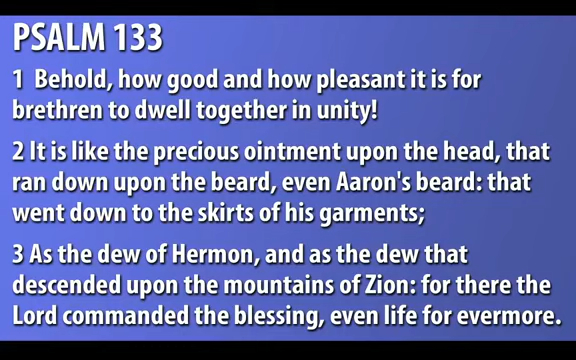 PSALM 133
1 Behold, how good and how pleasant it is for
brethren to dwell together in unity!
2 It is like the precious ointment upon the head, that
ran down upon the beard, even Aaron's beard: that
went down to the skirts of his garments;
3 As the dew of Hermon, and as the dew that
descended upon the mountains of Zion: for there the
Lord commanded the blessing, even life for evermore.